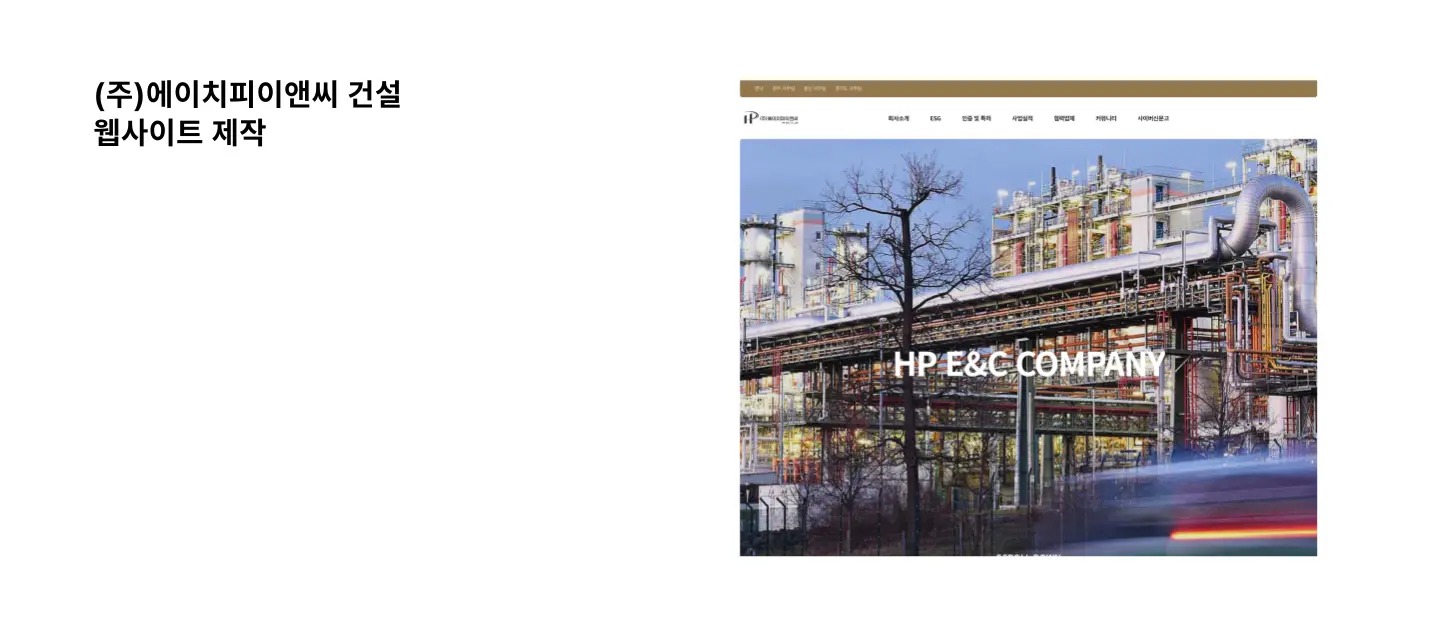 (주)에이치피이앤씨 건설
웹사이트 제작
HP (주)에이치피이앤씨
회사소개 ESG 인증 및 특허 사업실적 협력업체 커뮤니티 사이버신문고
HP E&C COMPANY
SCROLL DOWN